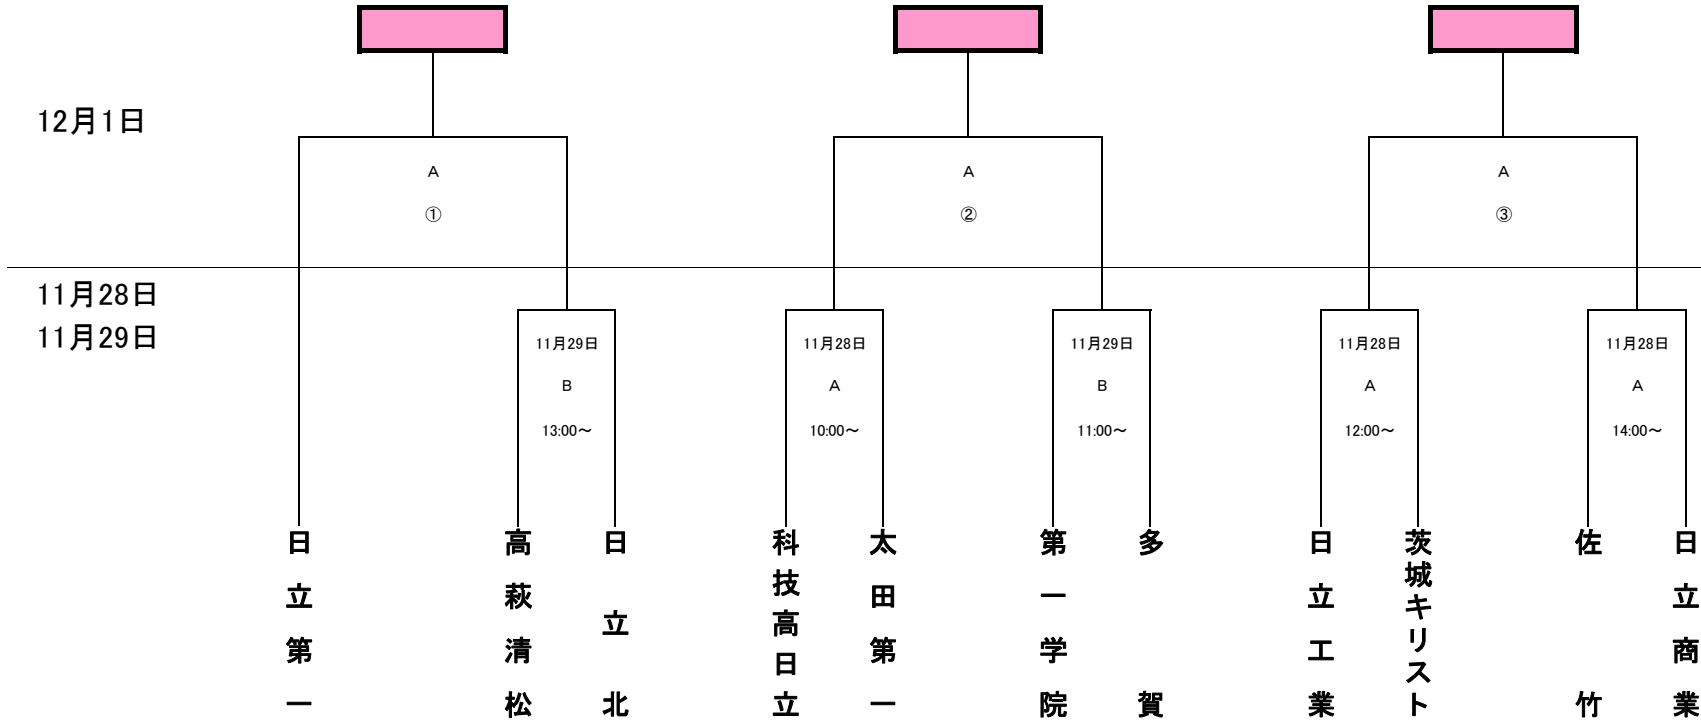 12月1日
A
A
A
①
②
③
11月28日
11月29日
11月29日
11月28日
11月29日
11月28日
11月28日
B
A
B
A
A
13:00～
10:00～
11:00～
12:00～
14:00～
日立第一
高萩清松
日立北
科技高日立
太田第一
第一学院
多賀
日立工業
茨城キリスト
佐竹
日立商業